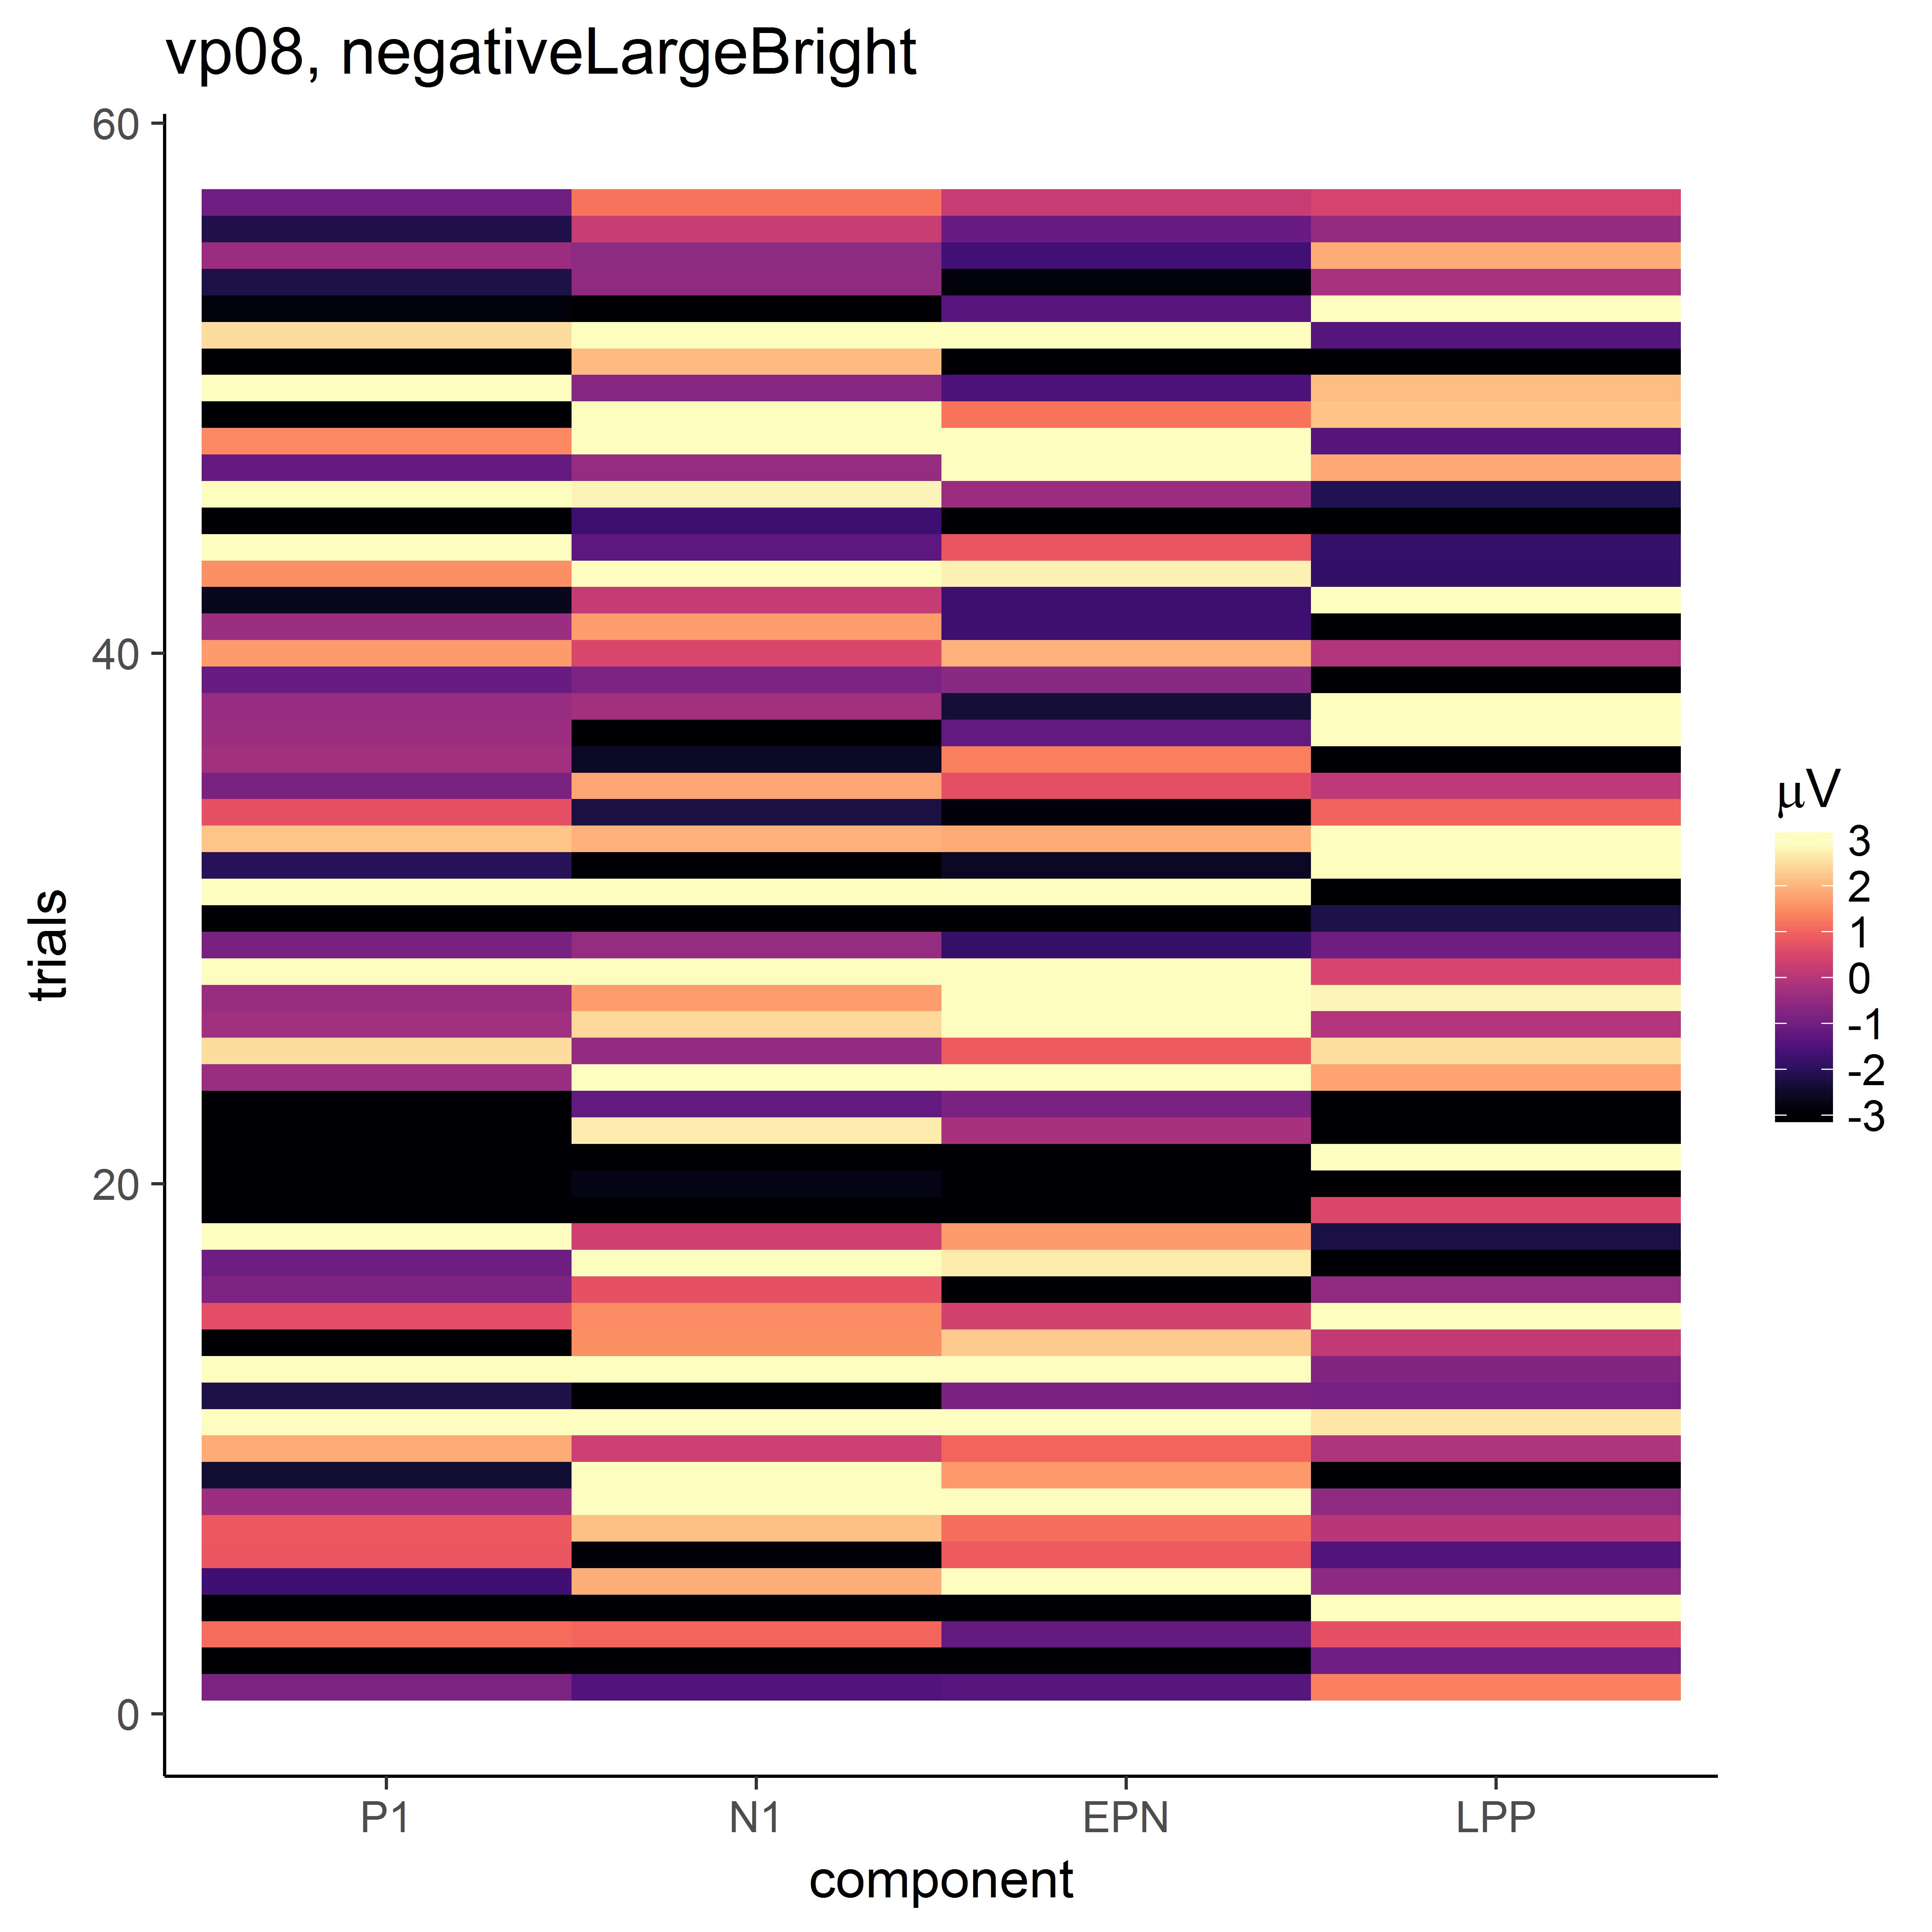 vp08, negativeLargeBright
60
40
20
0
trials
P1 N1 EPN LPP
component
μV
3
2
1
0
-1
-2
-3